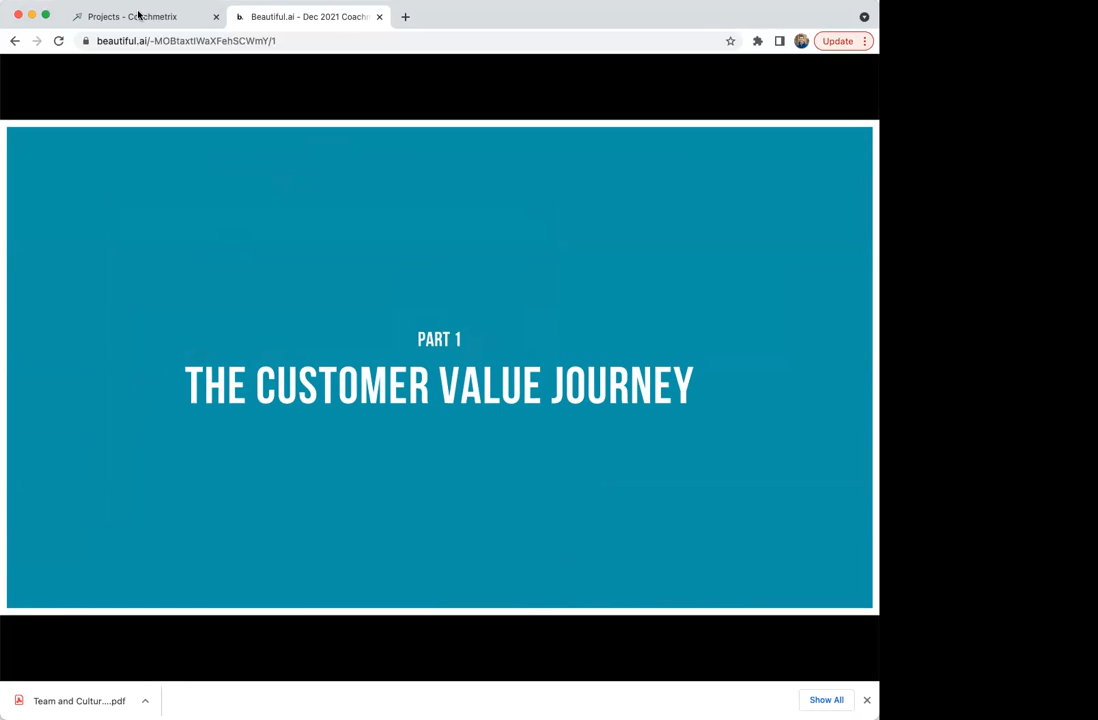 Projects - Coachmetrix
b. Beautiful.ai - Dec 2021 Coachm
beautiful.ai/-MOBtaxtIWaXFehSCWmY/1
Update
PART 1
THE CUSTOMER VALUE JOURNEY
Team and Cultur....pdf
Show All